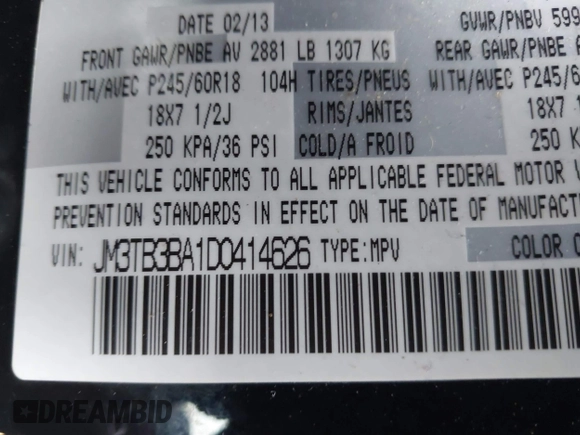 DATE 02/13 GVWR/PNBV 599
FRONT GAWR/PNBE AV 2881 LB 1307 KG REAR GAWR/PNBE A
WITH/AVEC P245/60R18 104H TIRES/PNEUS WITH/AVEC P245/6
18X7 1/2J RIMS/JANTES 18X7
250 KPA/36 PSI COLD/A FROID 250 K
THIS VEHICLE CONFORMS TO ALL APPLICABLE FEDERAL MOTOR V
PREVENTION STANDARDS IN EFFECT ON THE DATE OF MANUFACTU
VIN: JM3TB3BA1D0414626 TYPE:MPV COLOR C
DREAMBID